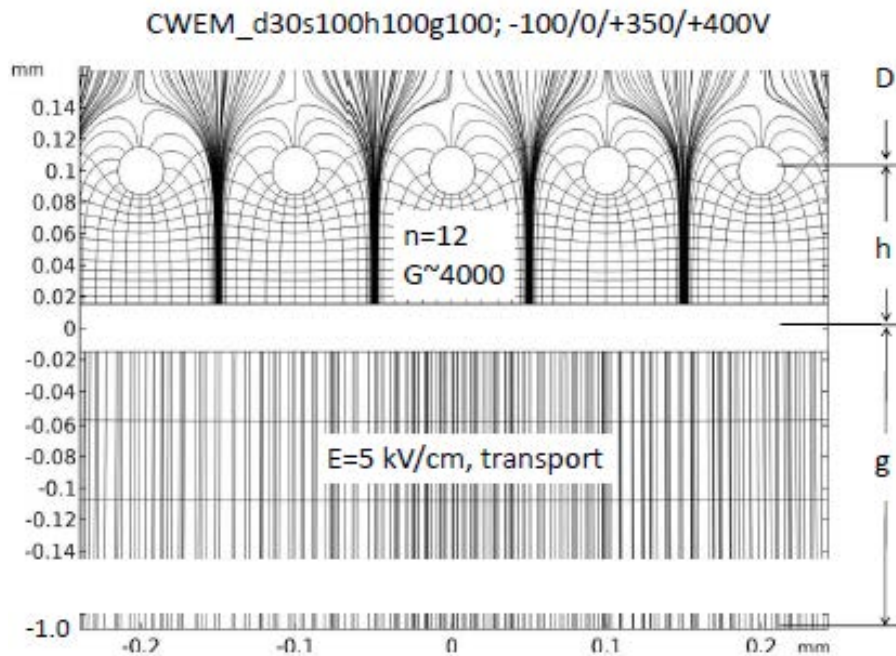 CWEM_d30s100h100g100; -100/0/+350/+400V
mm
D
0.14
0.12
0.1
0.08
h
n=12
0.06
G~4000
0.04
0.02
0
-0.02
-0.04
-0.06
E=5 kV/cm, transport
g
-0.08
-0.1
-0.12
-0.14
-1.0
-0.2
-0.1
0
0.1
0.2
mm